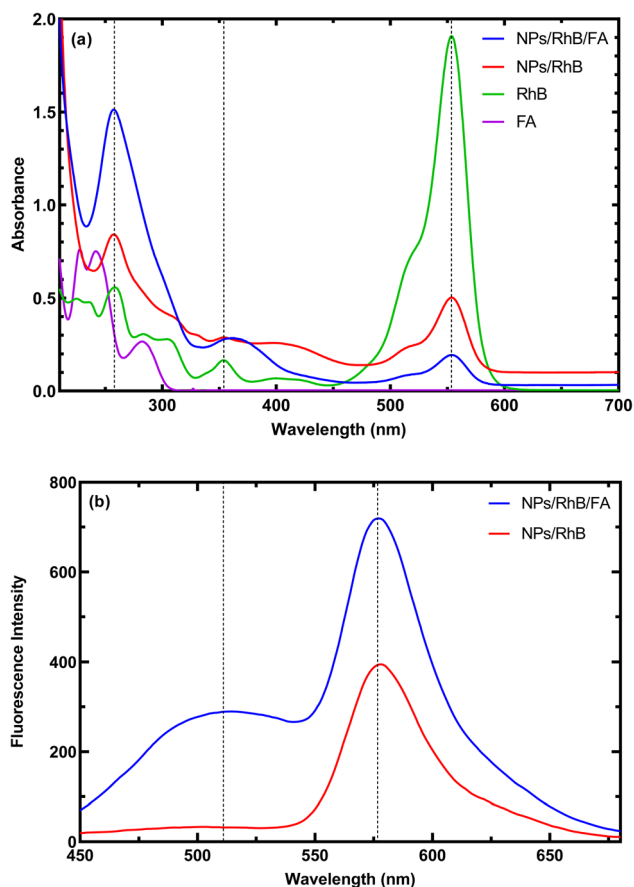 (a)
NPs/RhB/FA
NPs/RhB
RhB
FA
2.0
1.5
1.0
0.5
0.0
Absorbance
300
400
500
600
700
Wavelength (nm)
(b)
NPs/RhB/FA
NPs/RhB
800
600
400
200
0
Fluorescence Intensity
450
500
550
600
650
Wavelength (nm)